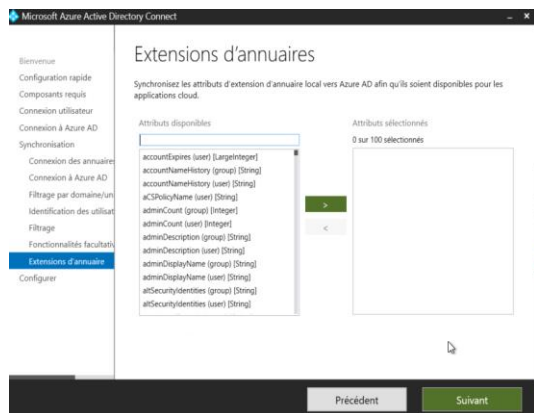 Microsoft Azure Active Directory Connect
Extensions d'annuaires
Bienvenue
Configuration rapide
Composants requis
Connexion utilisateur
Connexion à Azure AD
Synchronisation
Connexion des annuaires
Connexion à Azure AD
Filtrage par domaine/un
Identification des utilisat
Filtrage
Fonctionnalités facultativ
Extensions d'annuaire
Configurer
Synchronisez les attributs d'extension d'annuaire local vers Azure AD afin qu'ils soient disponibles pour les
applications cloud.
Attributs disponibles
accountExpires (user) [LargeInteger]
accountNameHistory (group) [String]
accountNameHistory (user) [String]
aCSPolicyName (user) [String]
adminCount (group) [Integer]
adminCount (user) [Integer]
adminDescription (group) [String]
adminDescription (user) [String]
adminDisplayName (group) [String]
adminDisplayName (user) [String]
altSecurityIdentities (group) [String]
altSecurityIdentities (user) [String]
>
<
Attributs sélectionnés
0 sur 100 sélectionnés
Précédent
Suivant